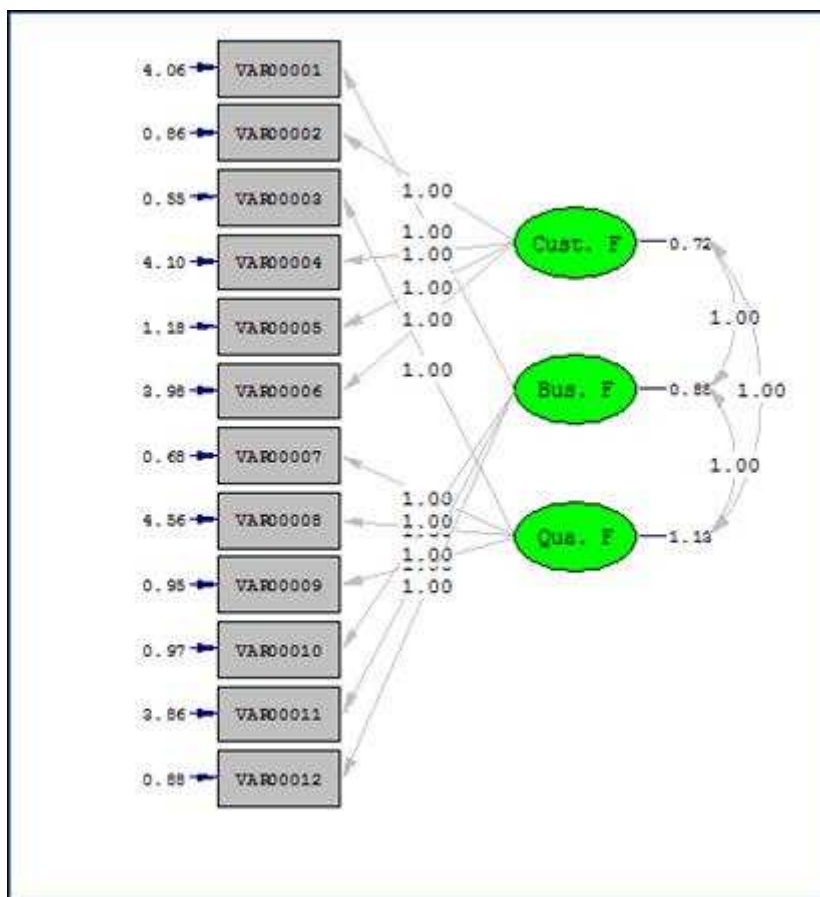 4.06 VAR00001
0.86 VAR00002
VAR00003
4.10 VAR00004
1.18 VAR00005
3.98 VAR00006
0.68 VAR00007
4.56 VAR00008
0.95 VAR00009
0.97 VAR00010
3.86 VAR00011
0.88 VAR00012
1.00
1.00
1.00
1.00
1.00
1.00
1.00
1.00
1.00
1.00
Cust. F 0.72
Bus. F
Qua. F 1.13
1.00
1.00
1.00